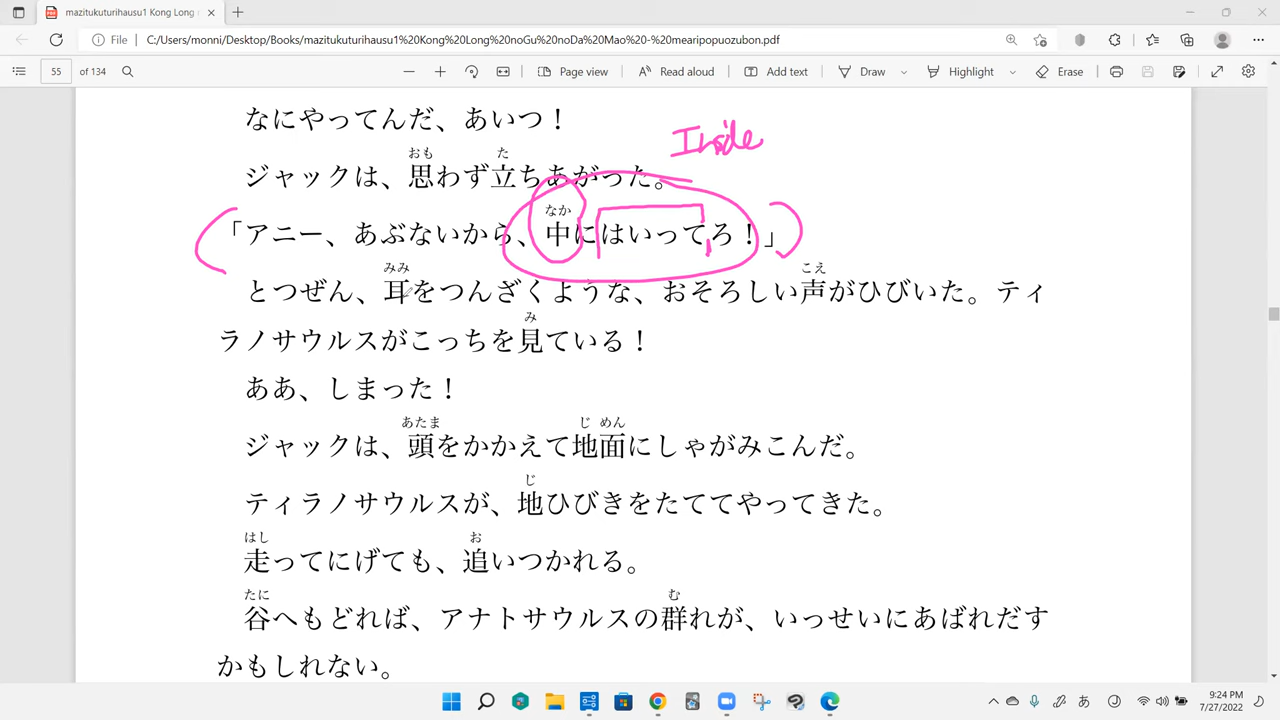 mazitukuturihausu1 Kong Long
File C:/Users/monni/Desktop/Books/mazitukuturihausu1%20Kong%20Long%20noGu%20noDa%20Mao%20-%20mearipopuozubon.pdf
55 of 134 Page view Read aloud Add text Draw Highlight Erase
なにやってんだ、あいつ！
Inside
おも た
ジャックは、思わず立ちあがった。
なか
「アニー、あぶないから、中にはいってろ！」
みみ こえ
とつぜん、耳をつんざくような、おそろしい声がひびいた。ティ
み
ラノサウルスがこっちを見ている！
ああ、しまった！
あたま じ めん
ジャックは、頭をかかえて地面にしゃがみこんだ。
じ
ティラノサウルスが、地ひびきをたててやってきた。
はし お
走ってにげても、追いつかれる。
たに む
谷へもどれば、アナトサウルスの群れが、いっせいにあばれだす
かもしれない。
あ 9:24 PM
7/27/2022